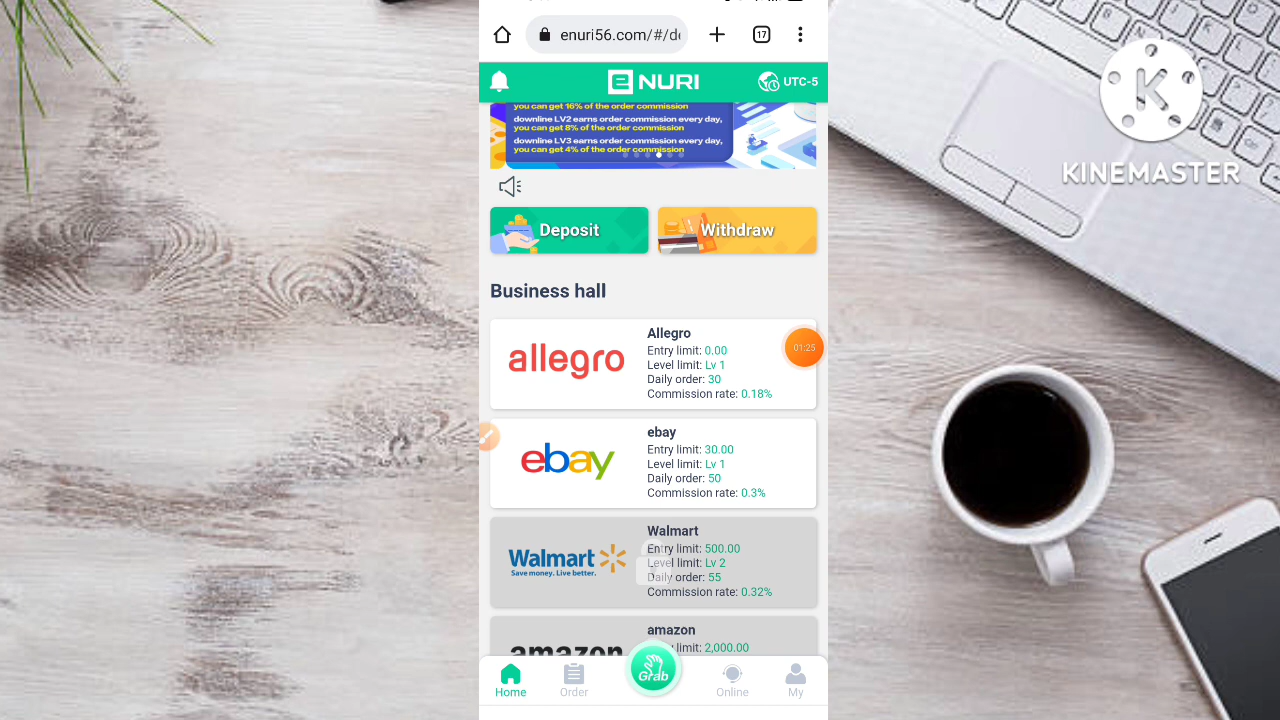 enuri56.com/#/de
17
NURI
UTC-5
you can get 16% of the order commission
downline LV2 earns order commission every day,
you can get 8% of the order commission
downline LV3 earns order commission every day,
you can get 4% of the order commission
Deposit
Withdraw
Business hall
allegro
Allegro
Entry limit: 0.00
Level limit: Lv 1
Daily order: 30
Commission rate: 0.18%
01:25
ebay
ebay
Entry limit: 30.00
Level limit: Lv 1
Daily order: 50
Commission rate: 0.3%
Walmart
Save money. Live better.
Walmart
Entry limit: 500.00
Level limit: Lv 2
Daily order: 55
Commission rate: 0.32%
amazon
amazon
limit: 2,000.00
Home
Order
Grab
Online
My
K
KINEMASTER